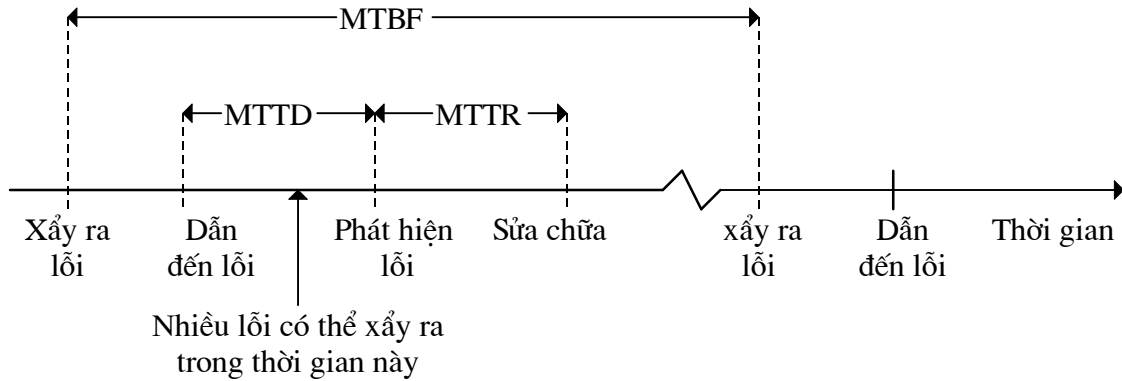 MTBF
MTTD
MTTR
Xẩy ra
lỗi
Dẫn
đến lỗi
Phát hiện
lỗi
Sửa chữa
xẩy ra
lỗi
Dẫn
đến lỗi
Thời gian
Nhiều lỗi có thể xẩy ra
trong thời gian này